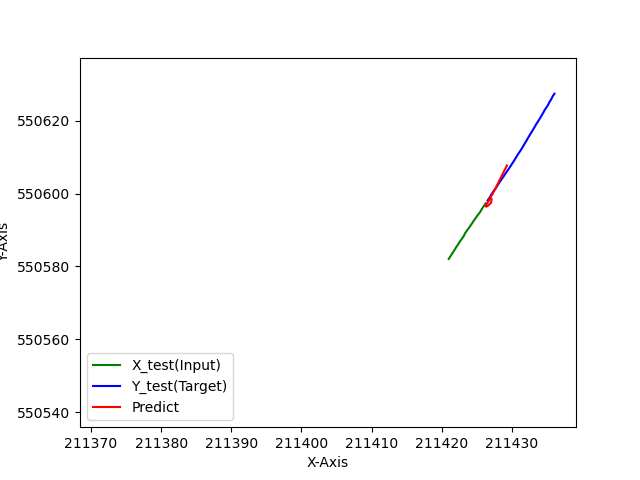 550620
550600
550580
550560
550540
Y-Axis
X_test(Input)
Y_test(Target)
Predict
211370 211380 211390 211400 211410 211420 211430
X-Axis